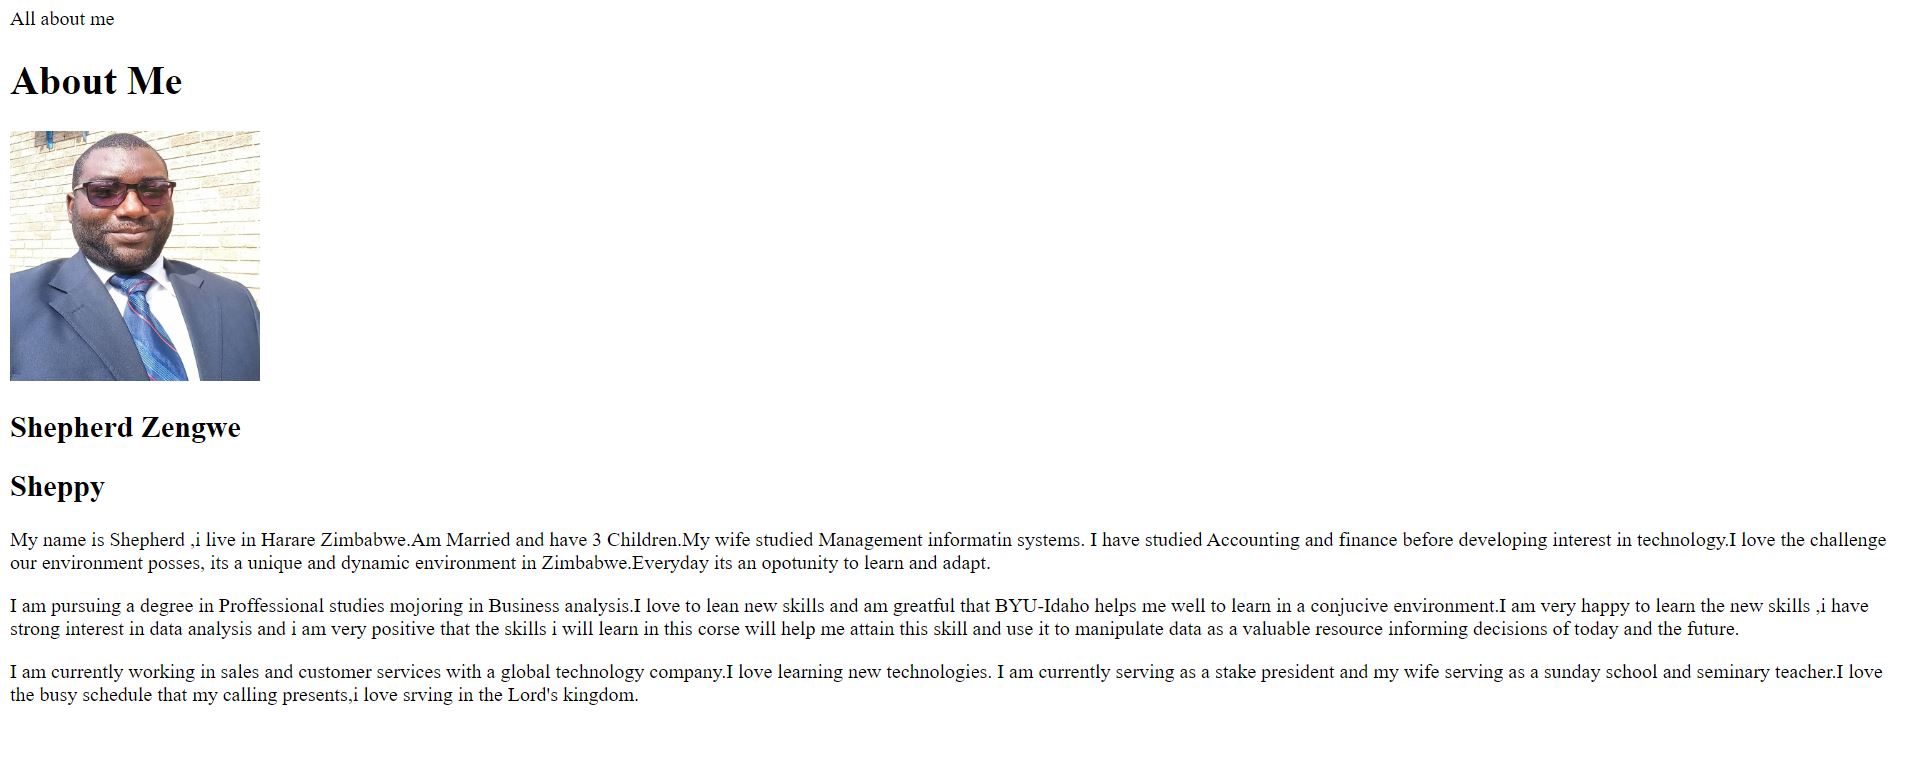 All about me
About Me
Shepherd Zengwe
Sheppy
My name is Shepherd ,i live in Harare Zimbabwe.Am Married and have 3 Children.My wife studied Management informatin systems. I have studied Accounting and finance before developing interest in technology.I love the challenge
our environment posses, its a unique and dynamic environment in Zimbabwe.Everyday its an opotunity to learn and adapt.
I am pursuing a degree in Proffessional studies mojoring in Business analysis.I love to lean new skills and am greatful that BYU-Idaho helps me well to learn in a conjucive environment.I am very happy to learn the new skills ,i have
strong interest in data analysis and i am very positive that the skills i will learn in this corse will help me attain this skill and use it to manipulate data as a valuable resource informing decisions of today and the future.
I am currently working in sales and customer services with a global technology company.I love learning new technologies. I am currently serving as a stake president and my wife serving as a sunday school and seminary teacher.I love
the busy schedule that my calling presents,i love srving in the Lord's kingdom.